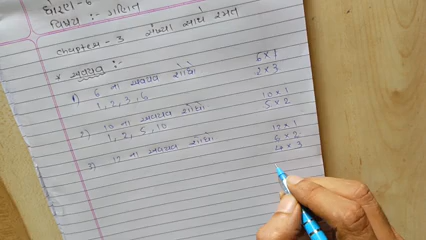 ધોરણ - ૬
વિષય :- ગણિત
Chapter - 3 સંખ્યા સાથે રમત
* અવયવ :-
1) 6 ના અવયવ શોધો
6 × 1
1, 2, 3, 6
2 × 3
2) 10 ના અવયવ શોધો
10 × 1
1, 2, 5, 10
5 × 2
3) 12 ના અવયવ શોધો
12 × 1
6 × 2
4 × 3